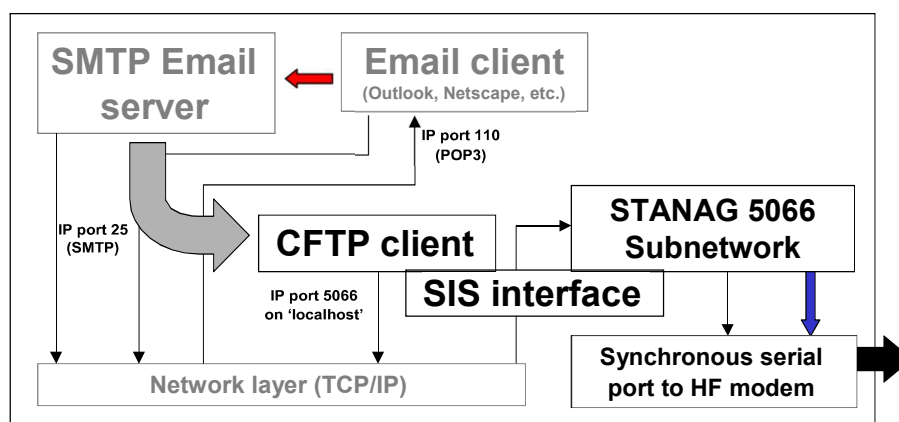 SMTP Email
server
Email client
(Outlook, Netscape, etc.)
IP port 110
(POP3)
IP port 25
(SMTP)
CFTP client
STANAG 5066
Subnetwork
SIS interface
IP port 5066
on ‘localhost’
Network layer (TCP/IP)
Synchronous serial
port to HF modem